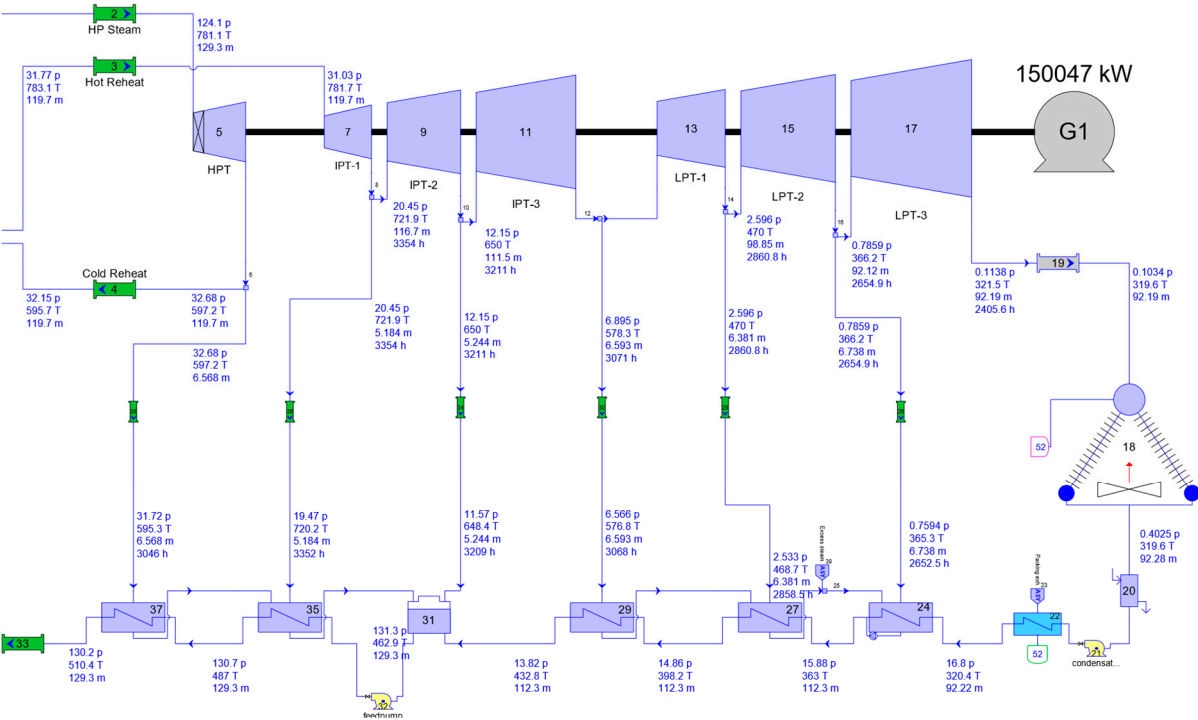 2
HP Steam
124.1 p
781.1 T
129.3 m
31.77 p
783.1 T
119.7 m
3
Hot Reheat
31.03 p
781.7 T
119.7 m
150047 kW
G1
5
HPT
7
IPT-1
9
IPT-2
11
IPT-3
13
LPT-1
15
LPT-2
17
LPT-3
6
8
10
12
14
16
20.45 p
721.9 T
116.7 m
3354 h
12.15 p
650 T
111.5 m
3211 h
2.596 p
470 T
98.85 m
2860.8 h
0.7859 p
366.2 T
92.12 m
2654.9 h
19
0.1138 p
321.5 T
92.19 m
2405.6 h
0.1034 p
319.6 T
92.19 m
Cold Reheat
4
32.15 p
595.7 T
119.7 m
32.68 p
597.2 T
119.7 m
32.68 p
597.2 T
6.568 m
20.45 p
721.9 T
5.184 m
3354 h
12.15 p
650 T
5.244 m
3211 h
6.895 p
578.3 T
6.593 m
3071 h
2.596 p
470 T
6.381 m
2860.8 h
0.7859 p
366.2 T
6.738 m
2654.9 h
52
18
31.72 p
595.3 T
6.568 m
3046 h
19.47 p
720.2 T
5.184 m
3352 h
11.57 p
648.4 T
5.244 m
3209 h
6.566 p
576.8 T
6.593 m
3068 h
2.533 p
468.7 T
6.381 m
2858.5 h
Excess steam
39
ASY
25
0.7594 p
365.3 T
6.738 m
2652.5 h
0.4025 p
319.6 T
92.28 m
Packing exh
23
ASY
20
37
35
31
29
27
24
22
52
21
condensat...
33
130.2 p
510.4 T
129.3 m
130.7 p
487 T
129.3 m
131.3 p
462.9 T
129.3 m
32
feedpump
13.82 p
432.8 T
112.3 m
14.86 p
398.2 T
112.3 m
15.88 p
363 T
112.3 m
16.8 p
320.4 T
92.22 m